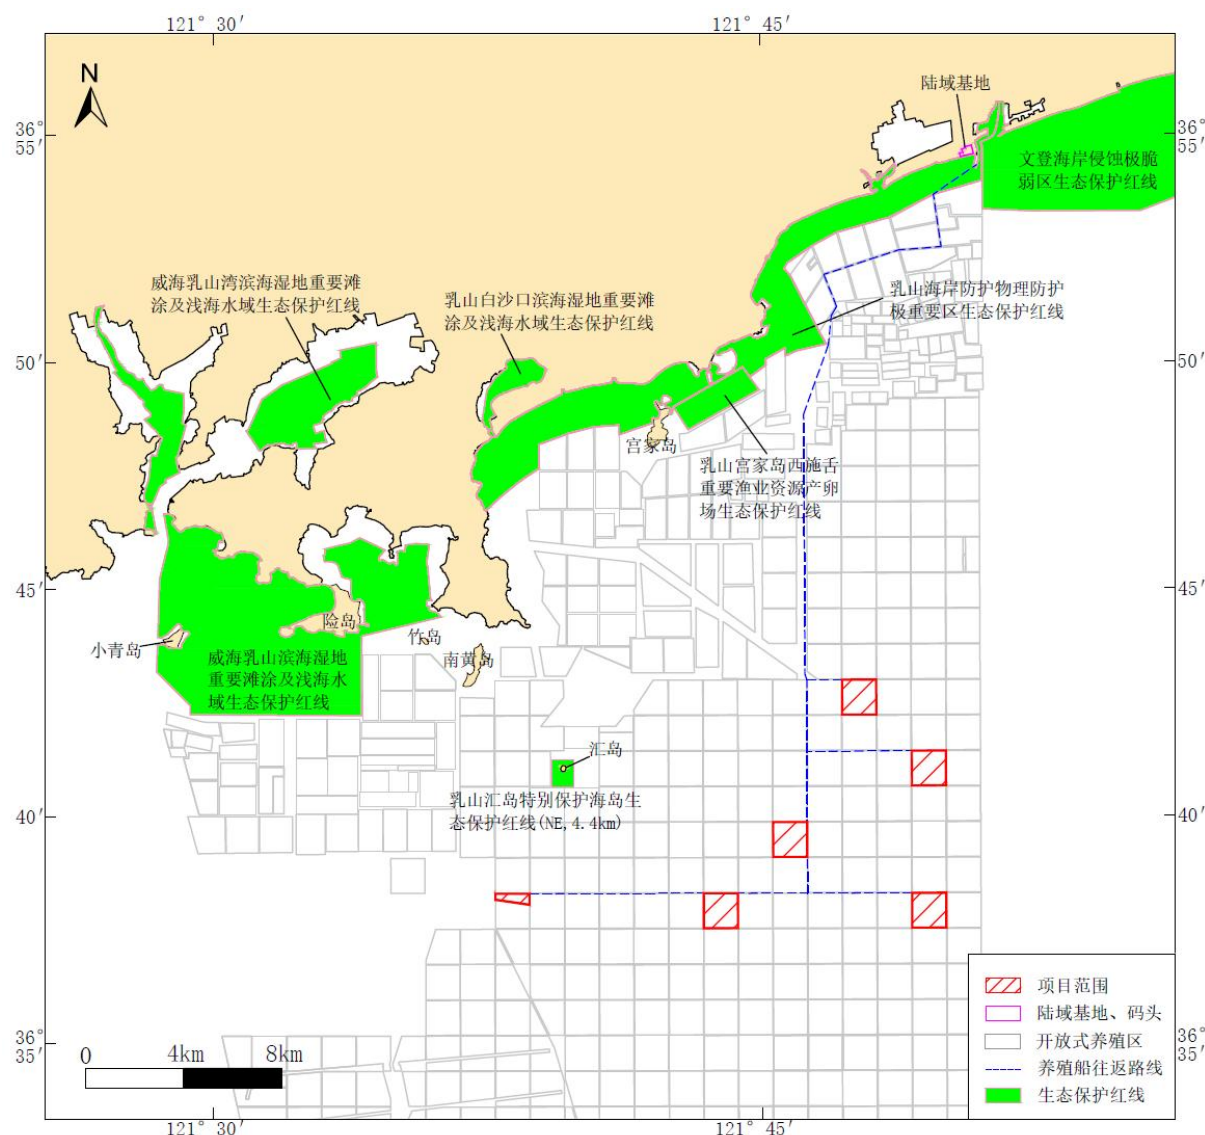 121° 30′
121° 45′
N
陆域基地
36°
55′
36°
55′
文登海岸侵蚀极脆
弱区生态保护红线
威海乳山湾滨海湿地重要滩
涂及浅海水域生态保护红线
乳山白沙口滨海湿地重要滩
涂及浅海水域生态保护红线
乳山海岸防护物理防护
极重要区生态保护红线
50′
50′
宫家岛
乳山宫家岛西施舌
重要渔业资源产卵
场生态保护红线
45′
45′
险岛
小青岛
竹岛
南黄岛
威海乳山滨海湿地
重要滩涂及浅海水
域生态保护红线
汇岛
乳山汇岛特别保护海岛生
态保护红线(NE,4.4km)
40′
40′
项目范围
陆域基地、码头
开放式养殖区
养殖船往返路线
生态保护红线
36°
35′
36°
35′
0 4km 8km
121° 30′
121° 45′